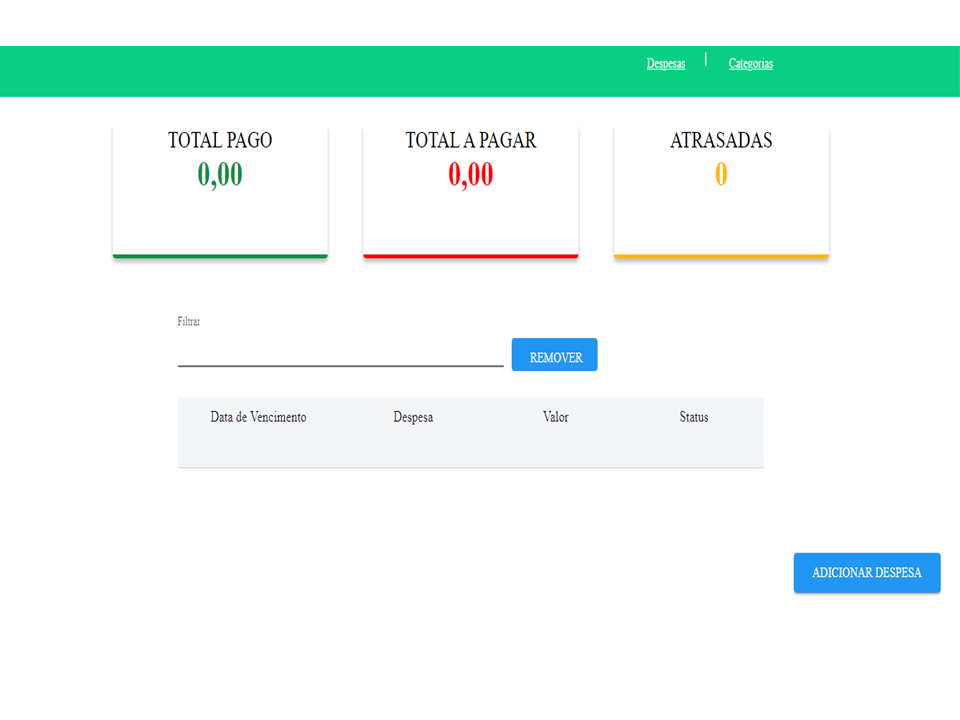 Despesas | Categorias
TOTAL PAGO
0,00
TOTAL A PAGAR
0,00
ATRASADAS
0
Filtrar
REMOVER
Data de Vencimento Despesa Valor Status
ADICIONAR DESPESA